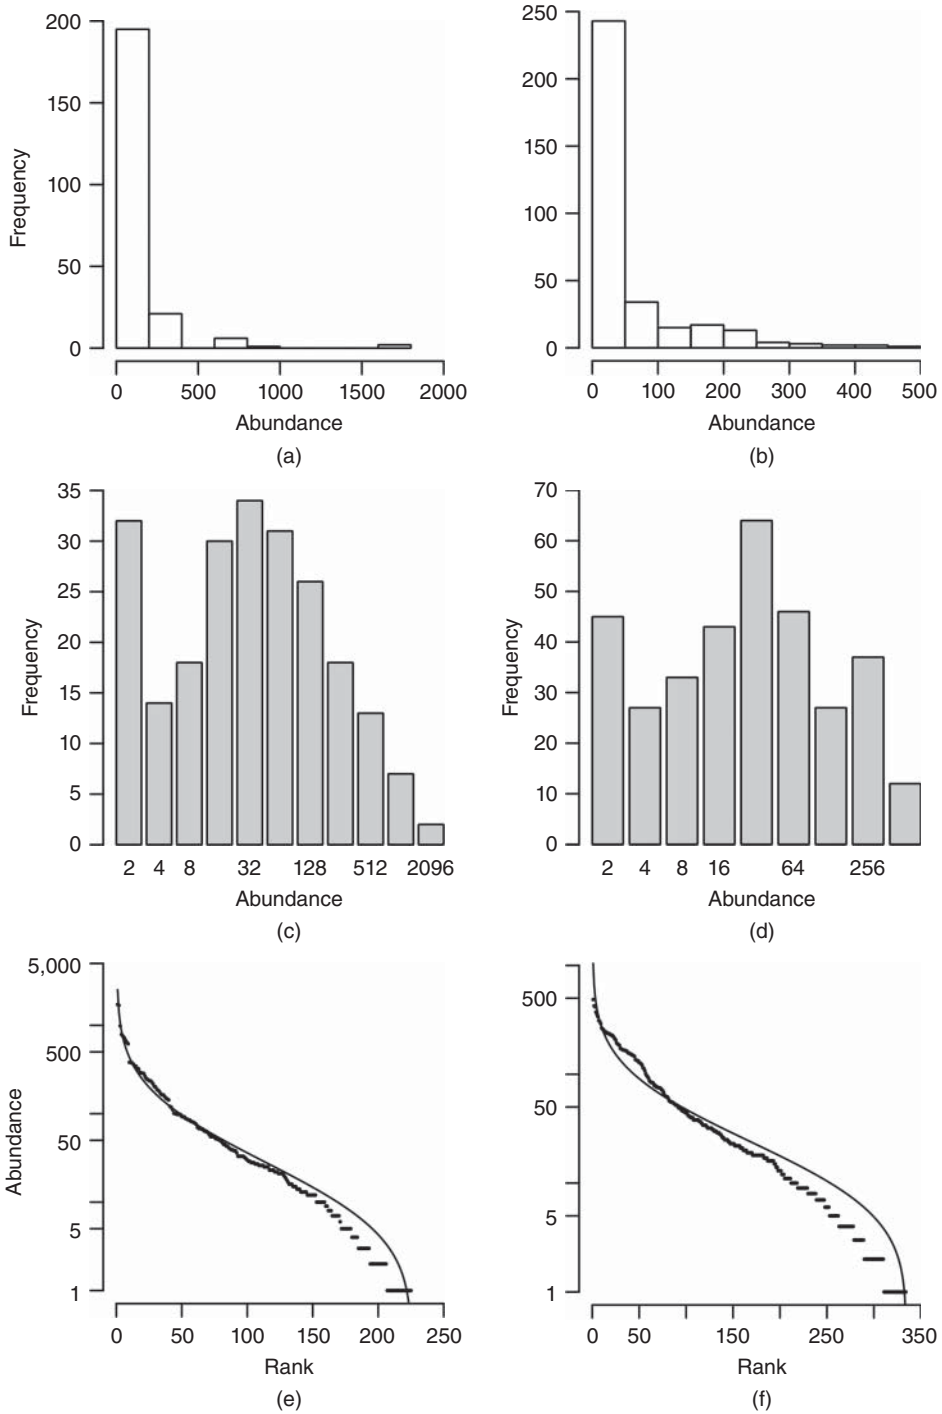 200
150
100
50
0
Frequency
0 500 1000 1500 2000
Abundance
(a)
250
200
150
100
50
0
0 100 200 300 400 500
Abundance
(b)
35
30
25
20
15
10
5
0
Frequency
2 4 8 32 128 512 2096
Abundance
(c)
70
60
50
40
30
20
10
0
Frequency
2 4 8 16 64 256
Abundance
(d)
5,000
500
50
5
1
Abundance
0 50 100 150 200 250
Rank
(e)
500
50
5
1
0 50 150 250 350
Rank
(f)